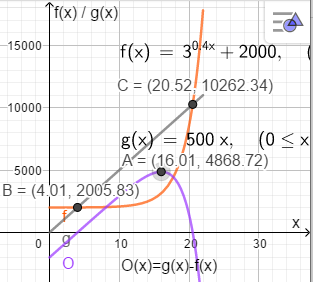 f(x) / g(x)
15000
f(x) = 3^0.4x + 2000,
C = (20.52, 10262.34)
10000
g(x) = 500 x, (0 ≤ x
A = (16.01, 4868.72)
5000
B = (4.01, 2005.83)
f
x
0 10 20 30
g
O
O(x)=g(x)-f(x)